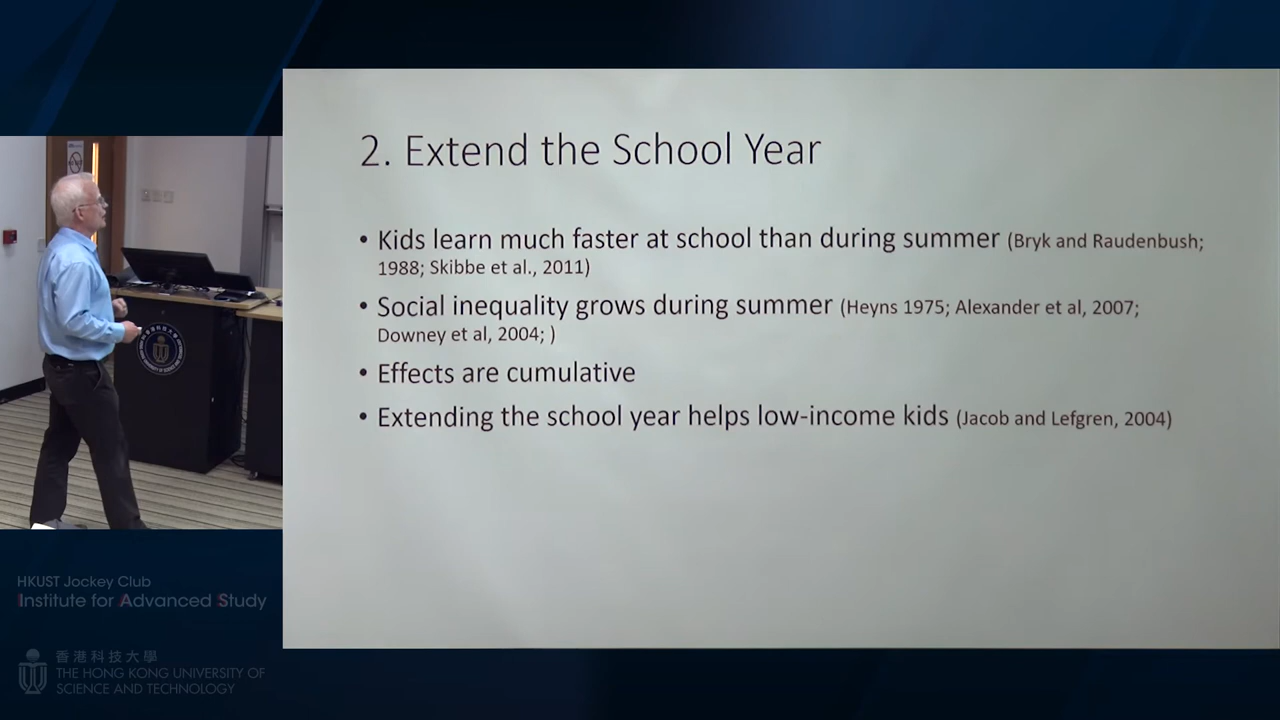 2. Extend the School Year
• Kids learn much faster at school than during summer (Bryk and Raudenbush;
1988; Skibbe et al., 2011)
• Social inequality grows during summer (Heyns 1975; Alexander et al, 2007;
Downey et al, 2004; )
• Effects are cumulative
• Extending the school year helps low-income kids (Jacob and Lefgren, 2004)
HKUST Jockey Club
Institute for Advanced Study
香港科技大學
THE HONG KONG UNIVERSITY OF
SCIENCE AND TECHNOLOGY